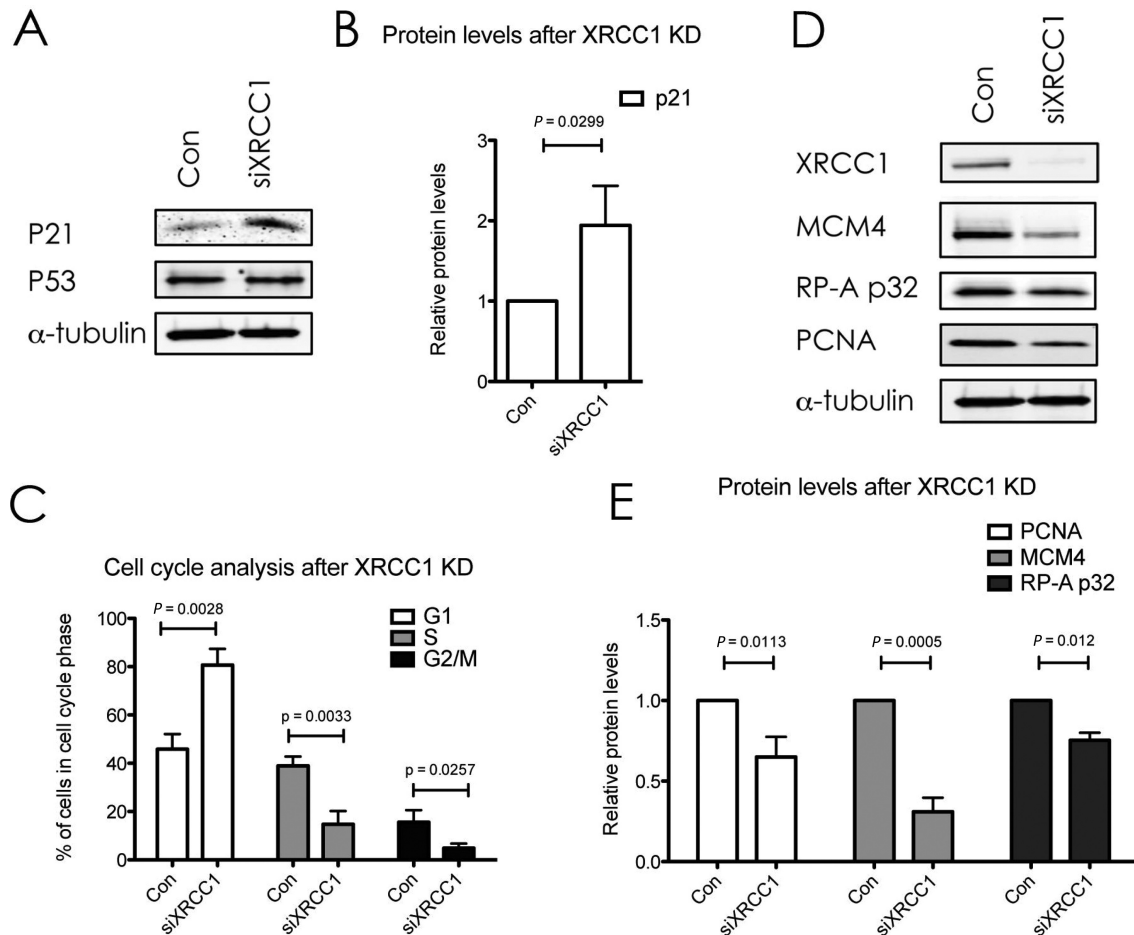 A
Con
siXRCC1
P21
P53
α-tubulin
B
Protein levels after XRCC1 KD
p21
P = 0.0299
Relative protein levels
3
2
1
0
Con
siXRCC1
C
Cell cycle analysis after XRCC1 KD
G1
S
G2/M
P = 0.0028
p = 0.0033
p = 0.0257
% of cells in cell cycle phase
100
80
60
40
20
0
Con
siXRCC1
Con
siXRCC1
Con
siXRCC1
D
Con
siXRCC1
XRCC1
MCM4
RP-A p32
PCNA
α-tubulin
E
Protein levels after XRCC1 KD
PCNA
MCM4
RP-A p32
P = 0.0113
P = 0.0005
P = 0.012
Relative protein levels
1.5
1.0
0.5
0.0
Con
siXRCC1
Con
siXRCC1
Con
siXRCC1